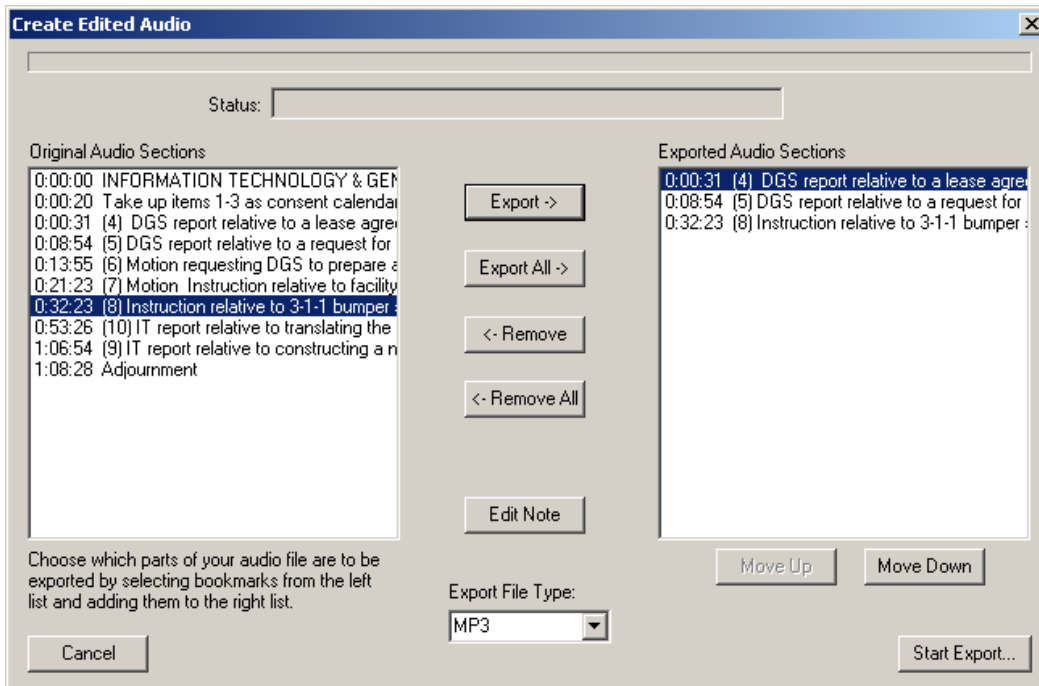 Create Edited Audio
Status:
Original Audio Sections
0:00:00 INFORMATION TECHNOLOGY & GEN
0:00:20 Take up items 1-3 as consent calendar
0:00:31 (4) DGS report relative to a lease agre
0:08:54 (5) DGS report relative to a request for
0:13:55 (6) Motion requesting DGS to prepare a
0:21:23 (7) Motion Instruction relative to facility
0:32:23 (8) Instruction relative to 3-1-1 bumper
0:53:26 (10) IT report relative to translating the
1:06:54 (9) IT report relative to constructing a n
1:08:28 Adjournment
Choose which parts of your audio file are to be
exported by selecting bookmarks from the left
list and adding them to the right list.
Cancel
Export ->
Export All ->
<- Remove
<- Remove All
Edit Note
Export File Type:
MP3
Exported Audio Sections
0:00:31 (4) DGS report relative to a lease agre
0:08:54 (5) DGS report relative to a request for
0:32:23 (8) Instruction relative to 3-1-1 bumper
Move Up
Move Down
Start Export...